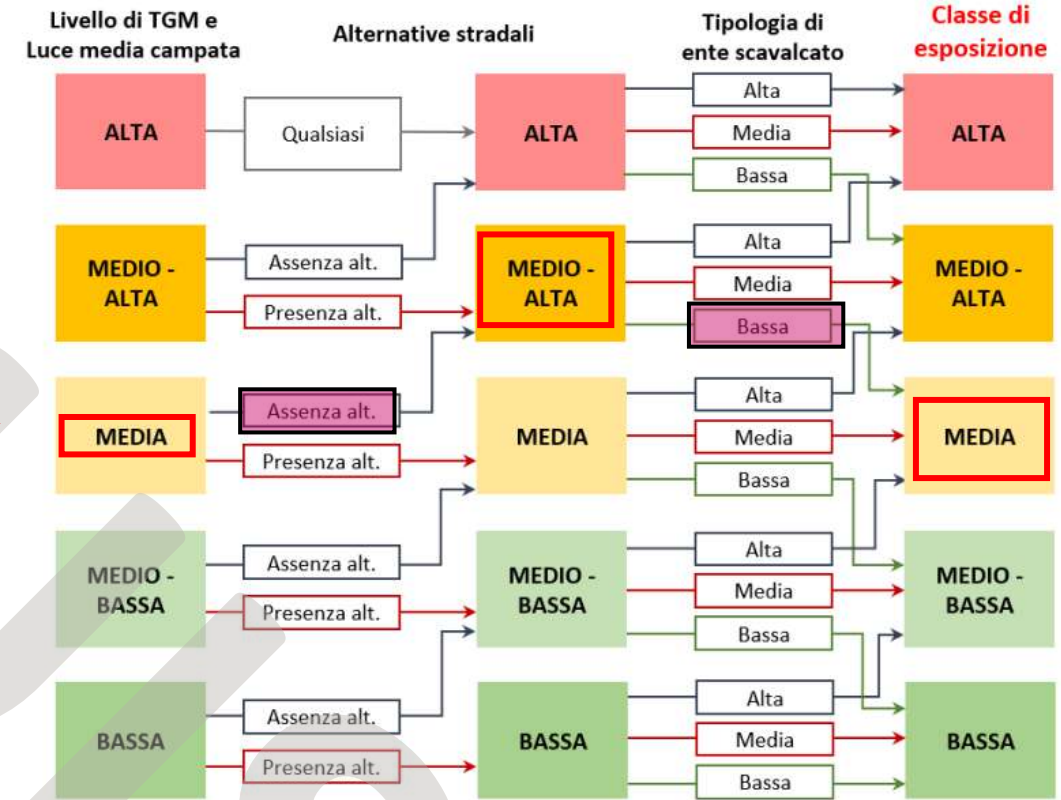 Livello di TGM e
Luce media campata
Alternative stradali
Tipologia di
ente scavalcato
Classe di
esposizione
ALTA
Qualsiasi
ALTA
Alta
Media
Bassa
ALTA
MEDIO -
ALTA
Assenza alt.
Presenza alt.
MEDIO -
ALTA
Alta
Media
Bassa
MEDIO -
ALTA
MEDIA
Assenza alt.
Presenza alt.
MEDIA
Alta
Media
Bassa
MEDIA
MEDIO -
BASSA
Assenza alt.
Presenza alt.
MEDIO -
BASSA
Alta
Media
Bassa
MEDIO -
BASSA
BASSA
Assenza alt.
Presenza alt.
BASSA
Alta
Media
Bassa
BASSA